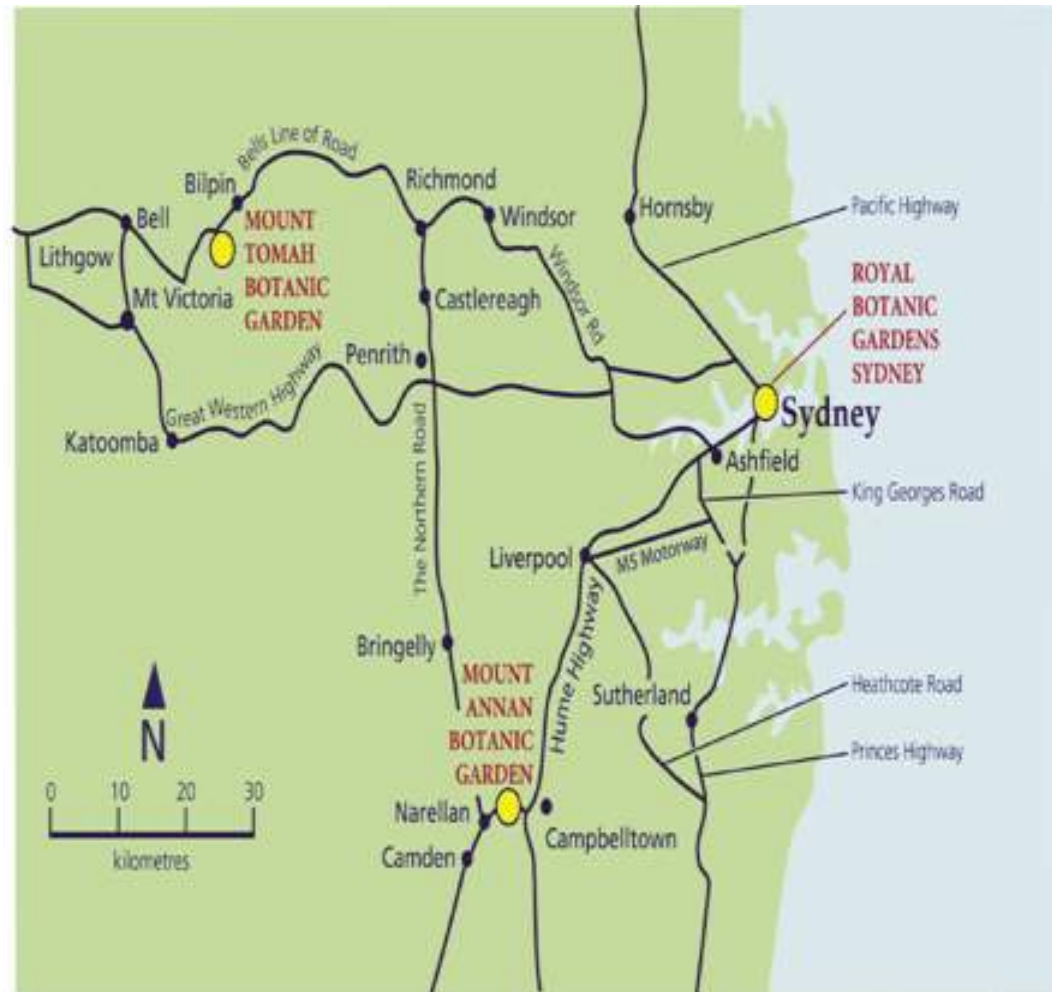 Bells Line of Road
Bilpin
Richmond
Bell
Windsor
Hornsby
Pacific Highway
MOUNT
TOMAH
BOTANIC
GARDEN
Lithgow
Windsor Rd
ROYAL
BOTANIC
GARDENS
SYDNEY
Mt Victoria
Castlereagh
Penrith
Great Western Highway
Sydney
Katoomba
Ashfield
King Georges Road
The Northern Road
Liverpool
M5 Motorway
Bringelly
Hume Highway
MOUNT
ANNAN
BOTANIC
GARDEN
Sutherland
Heathcote Road
N
Princes Highway
0 10 20 30
kilometres
Narellan
Campbelltown
Camden